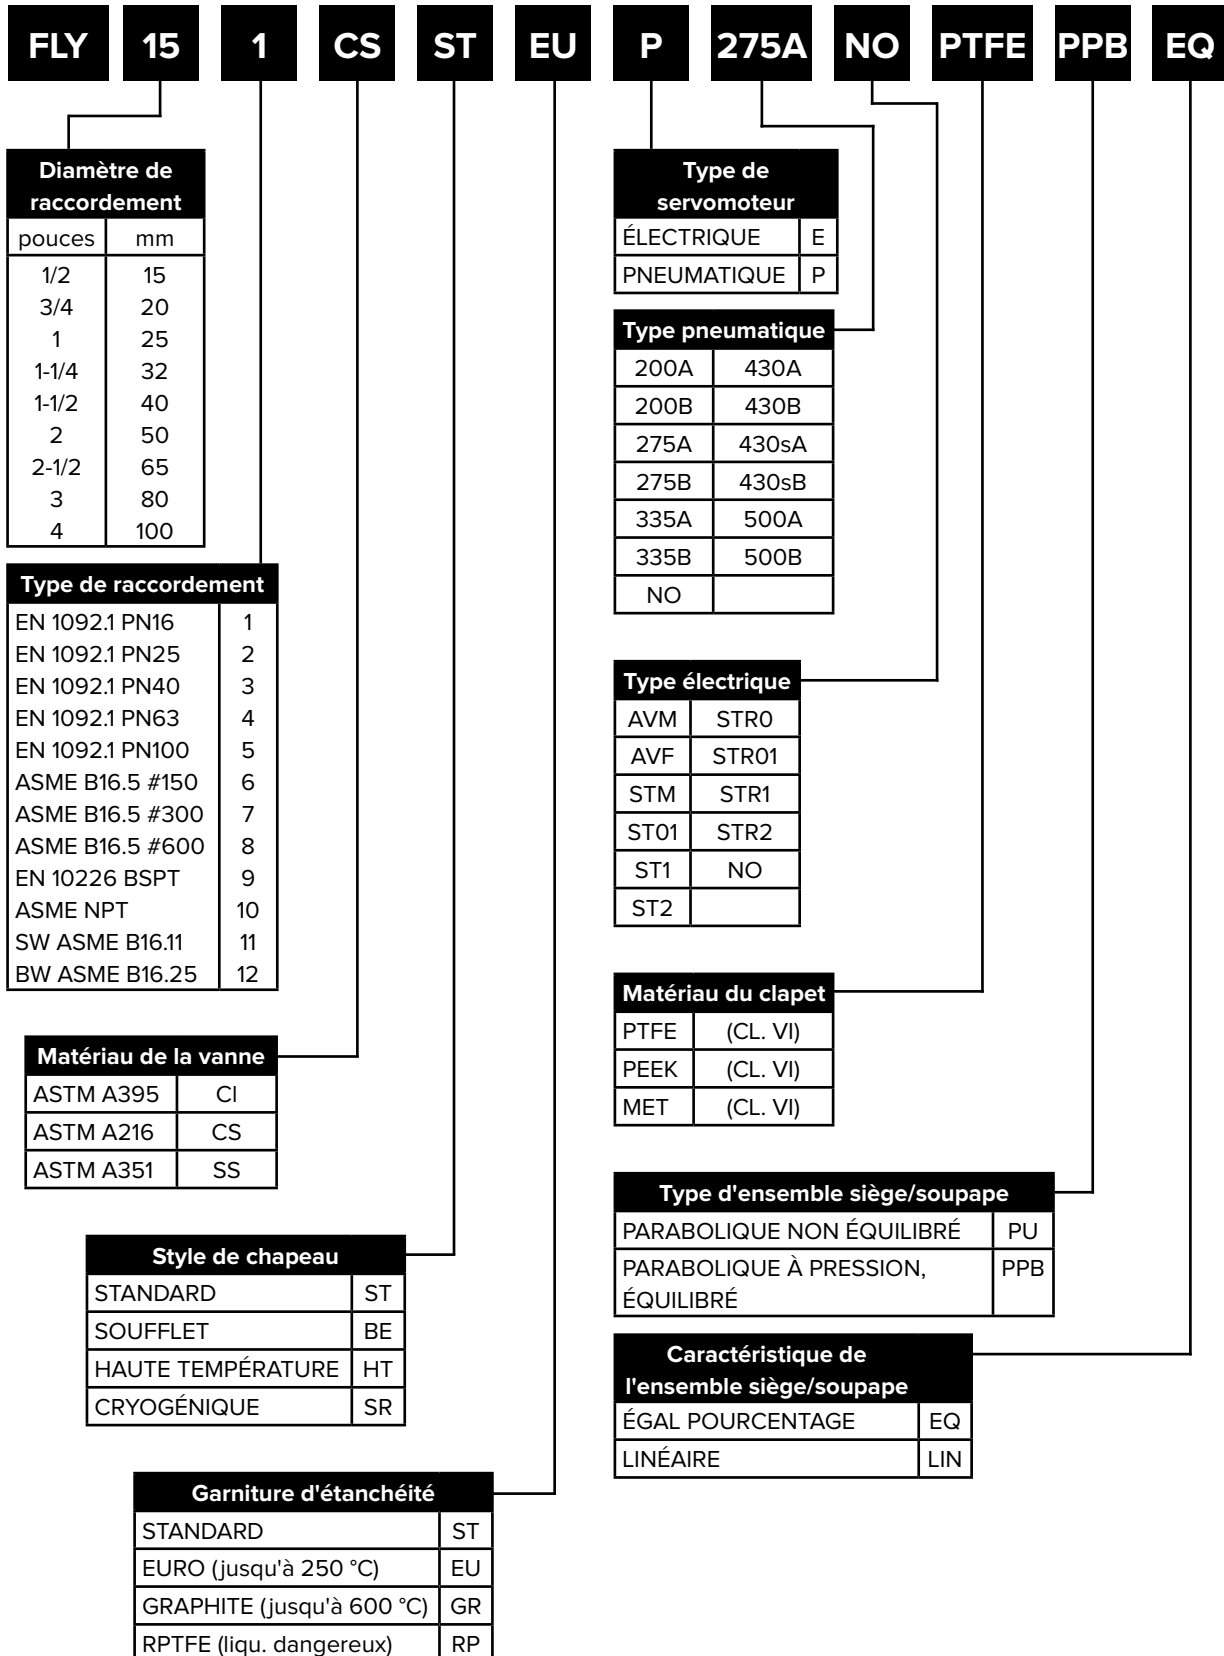 FLY 15 1 CS ST EU P 275A NO PTFE PPB EQ
Diamètre de
raccordement
pouces mm
1/2 15
3/4 20
1 25
1-1/4 32
1-1/2 40
2 50
2-1/2 65
3 80
4 100
Type de raccordement
EN 1092.1 PN16 1
EN 1092.1 PN25 2
EN 1092.1 PN40 3
EN 1092.1 PN63 4
EN 1092.1 PN100 5
ASME B16.5 #150 6
ASME B16.5 #300 7
ASME B16.5 #600 8
EN 10226 BSPT 9
ASME NPT 10
SW ASME B16.11 11
BW ASME B16.25 12
Matériau de la vanne
ASTM A395 CI
ASTM A216 CS
ASTM A351 SS
Style de chapeau
STANDARD ST
SOUFFLET BE
HAUTE TEMPÉRATURE HT
CRYOGÉNIQUE SR
Garniture d'étanchéité
STANDARD ST
EURO (jusqu'à 250 °C) EU
GRAPHITE (jusqu'à 600 °C) GR
RPTFE (liqu. dangereux) RP
Type de
servomoteur
ÉLECTRIQUE E
PNEUMATIQUE P
Type pneumatique
200A 430A
200B 430B
275A 430sA
275B 430sB
335A 500A
335B 500B
NO
Type électrique
AVM STR0
AVF STR01
STM STR1
ST01 STR2
ST1 NO
ST2
Matériau du clapet
PTFE (CL. VI)
PEEK (CL. VI)
MET (CL. VI)
Type d'ensemble siège/soupape
PARABOLIQUE NON ÉQUILIBRÉ PU
PARABOLIQUE À PRESSION, PPB
ÉQUILIBRÉ
Caractéristique de
l'ensemble siège/soupape
ÉGAL POURCENTAGE EQ
LINÉAIRE LIN